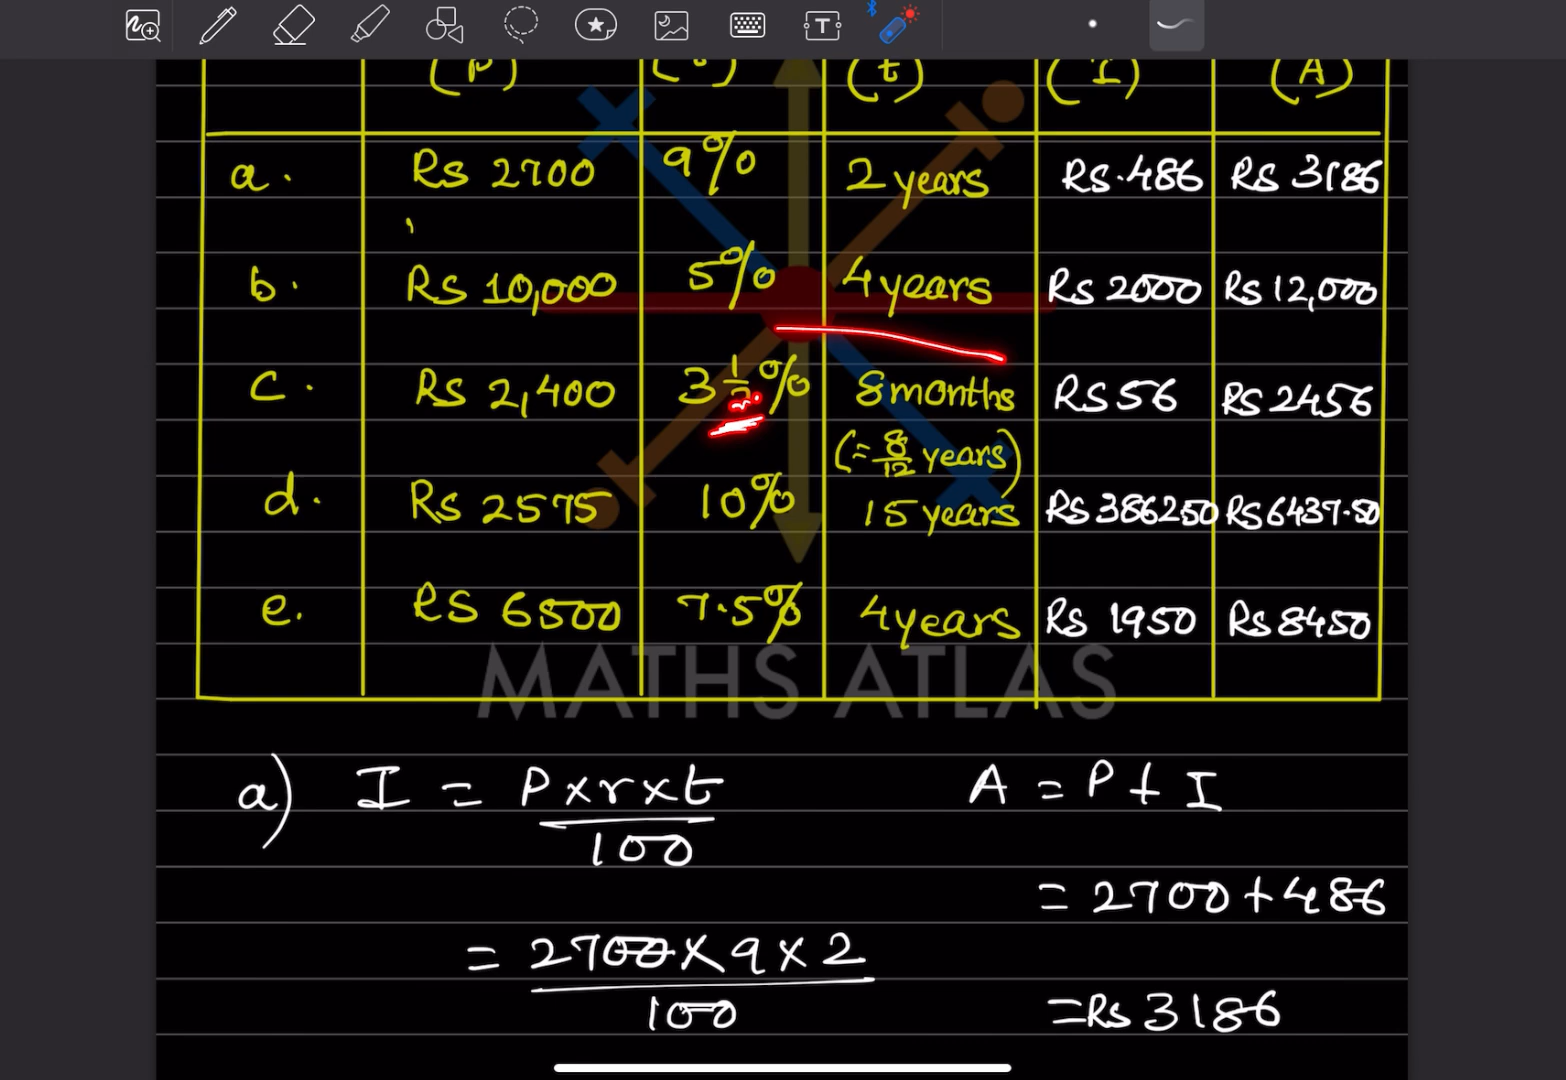 (P) ( ) (t) (I) (A)
a. Rs 2700 9% 2 years Rs.486 Rs 3186
b. Rs 10,000 5% 4 years Rs 2000 Rs 12,000
c. Rs 2,400 3 1/2% 8 months Rs 56 Rs 2456
(= 8/12 years)
d. Rs 2575 10% 15 years Rs 386250 Rs 6437.50
e. Rs 6500 7.5% 4 years Rs 1950 Rs 8450
MATHS ATLAS
a) I = P×r×t/100 A = P + I
= 2700+486
= 2700×9×2/100
=Rs 3186